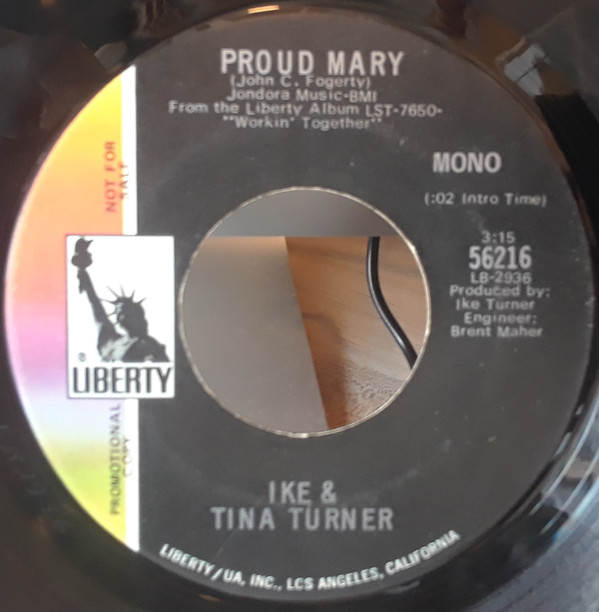 PROUD MARY
(John C. Fogerty)
Jondora Music-BMI
From the Liberty Album LST-7650-
""Workin' Together""
NOT FOR
SALE
MONO
(:02 Intro Time)
3:15
56216
LB-2936
Produced by:
Ike Turner
Engineer:
Brent Maher
®
LIBERTY
PROMOTIONAL
COPY
IKE &
TINA TURNER
LIBERTY/UA, INC., LOS ANGELES, CALIFORNIA